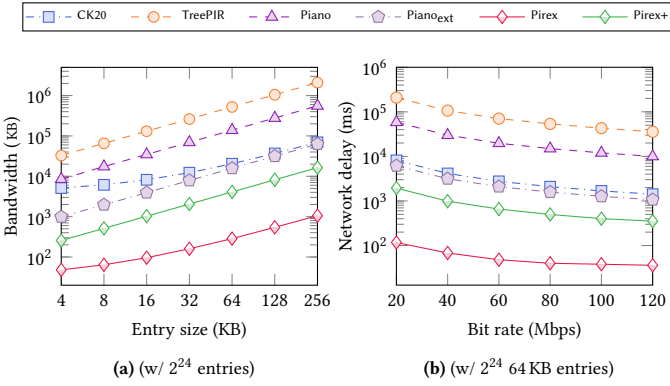 CK20 TreePIR Piano Piano_ext Pirex Pirex+
10^6
10^5
10^4
10^3
10^2
Bandwidth (KB)
4 8 16 32 64 128 256
Entry size (KB)
(a) (w/ 2^24 entries)
10^6
10^5
10^4
10^3
10^2
Network delay (ms)
20 40 60 80 100 120
Bit rate (Mbps)
(b) (w/ 2^24 64 KB entries)